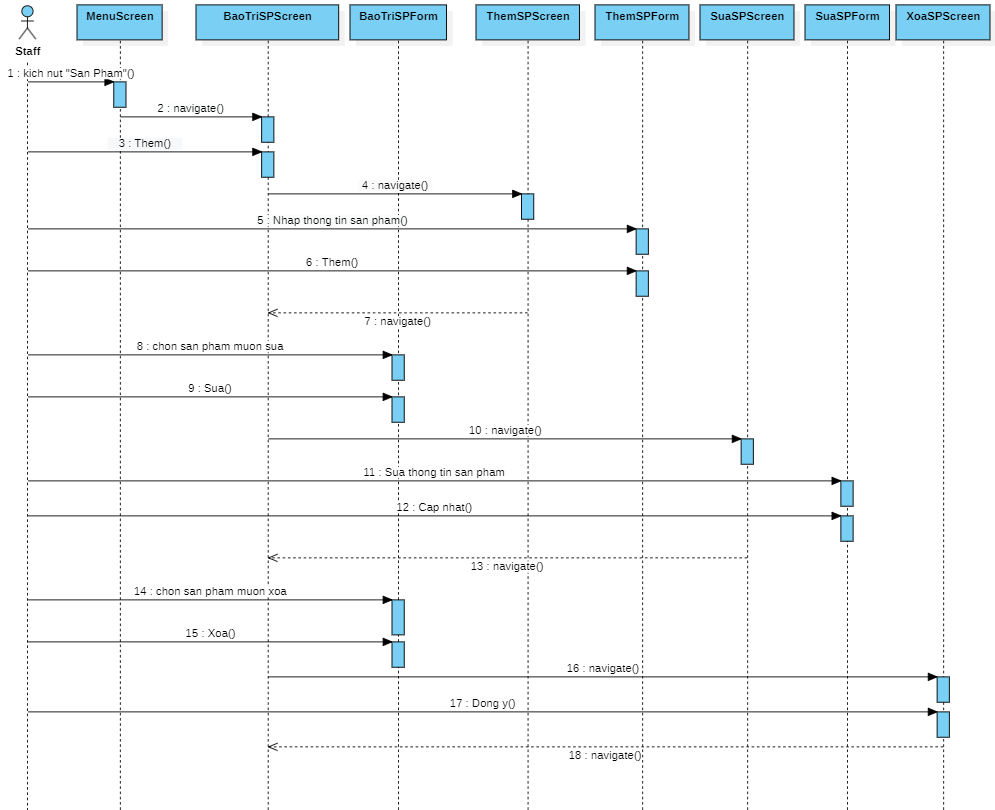 MenuScreen
BaoTriSPScreen
BaoTriSPForm
ThemSPScreen
ThemSPForm
SuaSPScreen
SuaSPForm
XoaSPScreen
Staff
1 : kich nut "San Pham"()
2 : navigate()
3 : Them()
4 : navigate()
5 : Nhap thong tin san pham()
6 : Them()
7 : navigate()
8 : chon san pham muon sua
9 : Sua()
10 : navigate()
11 : Sua thong tin san pham
12 : Cap nhat()
13 : navigate()
14 : chon san pham muon xoa
15 : Xoa()
16 : navigate()
17 : Dong y()
18 : navigate()